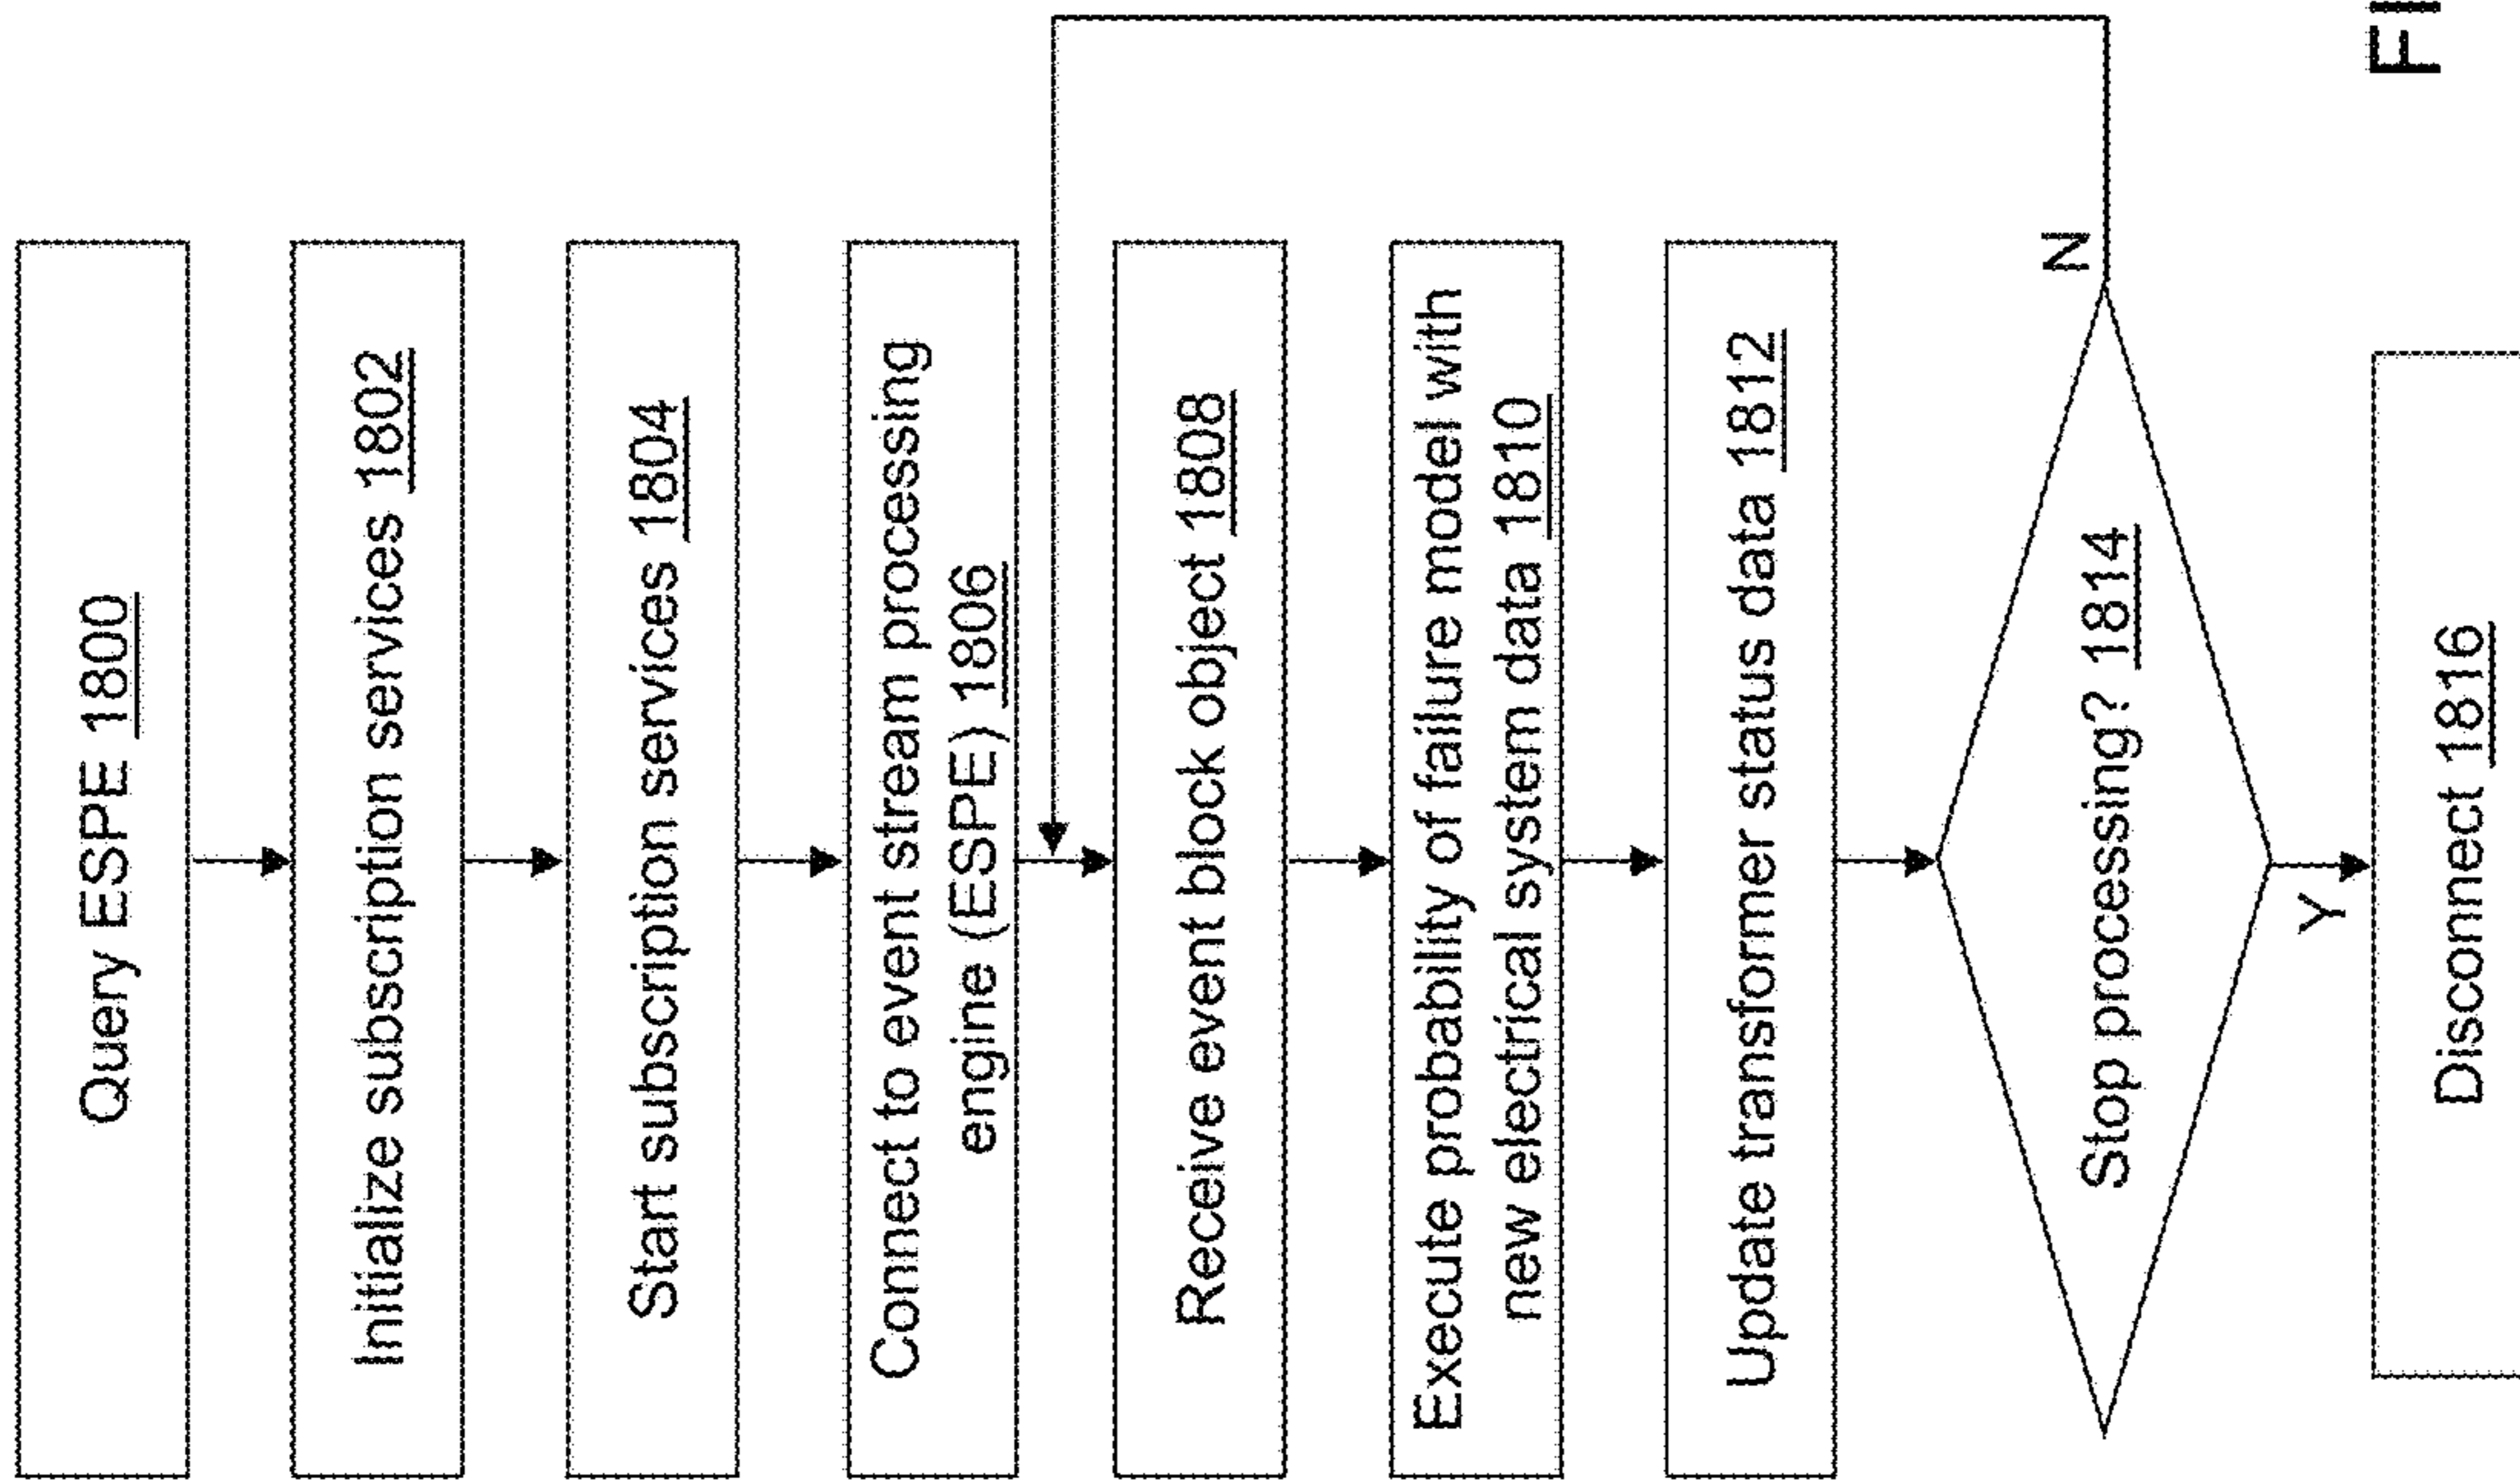 Query ESPE 1800
Initialize subscription services 1802
Start subscription services 1804
Connect to event stream processing
engine (ESPE) 1806
Receive event block object 1808
Execute probability of failure model with
new electrical system data 1810
Update transformer status data 1812
Stop processing? 1814
N
Y
Disconnect 1816